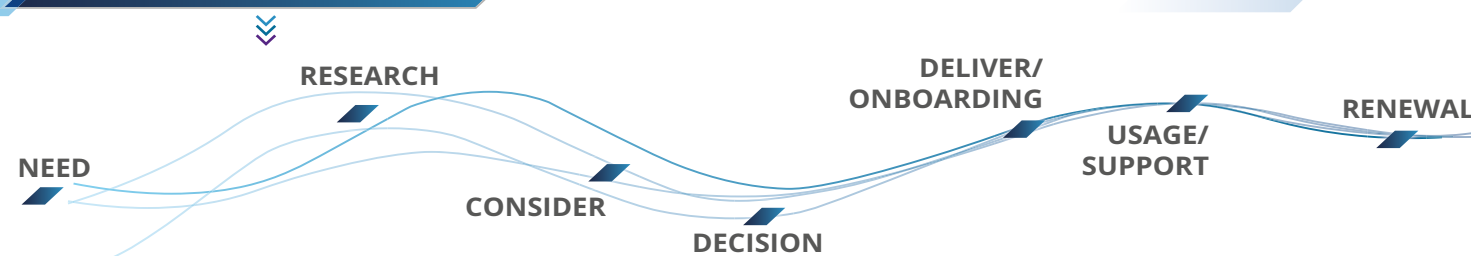 NEED
RESEARCH
CONSIDER
DECISION
DELIVER/
ONBOARDING
USAGE/
SUPPORT
RENEWAL